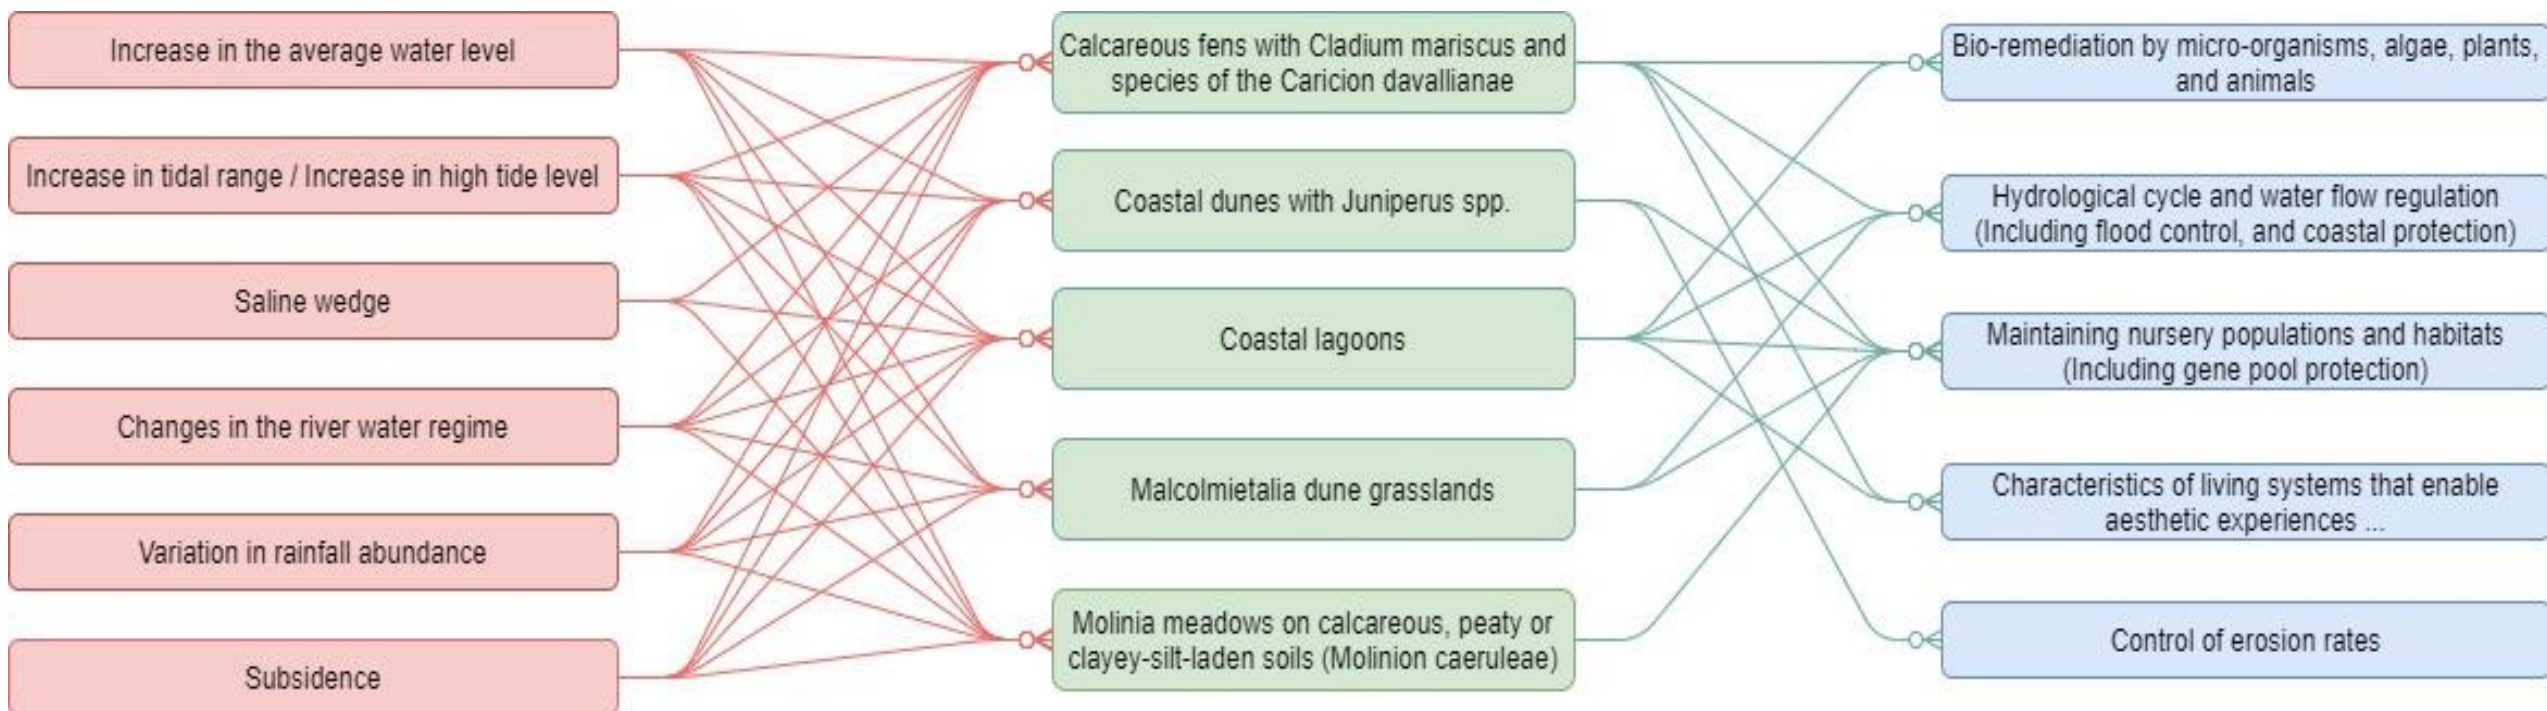 Increase in the average water level
Increase in tidal range / Increase in high tide level
Saline wedge
Changes in the river water regime
Variation in rainfall abundance
Subsidence
Calcareous fens with Cladium mariscus and
species of the Caricion davallianae
Coastal dunes with Juniperus spp.
Coastal lagoons
Malcolmietalia dune grasslands
Molinia meadows on calcareous, peaty or
clayey-silt-laden soils (Molinion caeruleae)
Bio-remediation by micro-organisms, algae, plants,
and animals
Hydrological cycle and water flow regulation
(Including flood control, and coastal protection)
Maintaining nursery populations and habitats
(Including gene pool protection)
Characteristics of living systems that enable
aesthetic experiences ...
Control of erosion rates